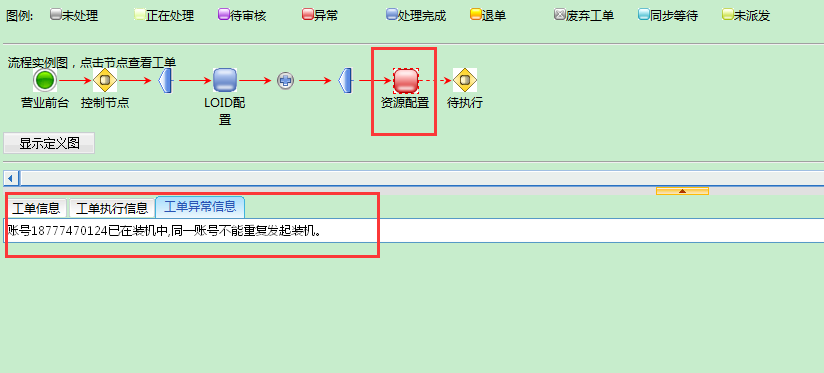 图例: 未处理 正在处理 待审核 异常 处理完成 退单 废弃工单 同步等待 未派发
流程实例图，点击节点查看工单
营业前台 控制节点 LOID配置 资源配置 待执行
显示定义图
工单信息 工单执行信息 工单异常信息
账号18777470124已在装机中,同一账号不能重复发起装机。